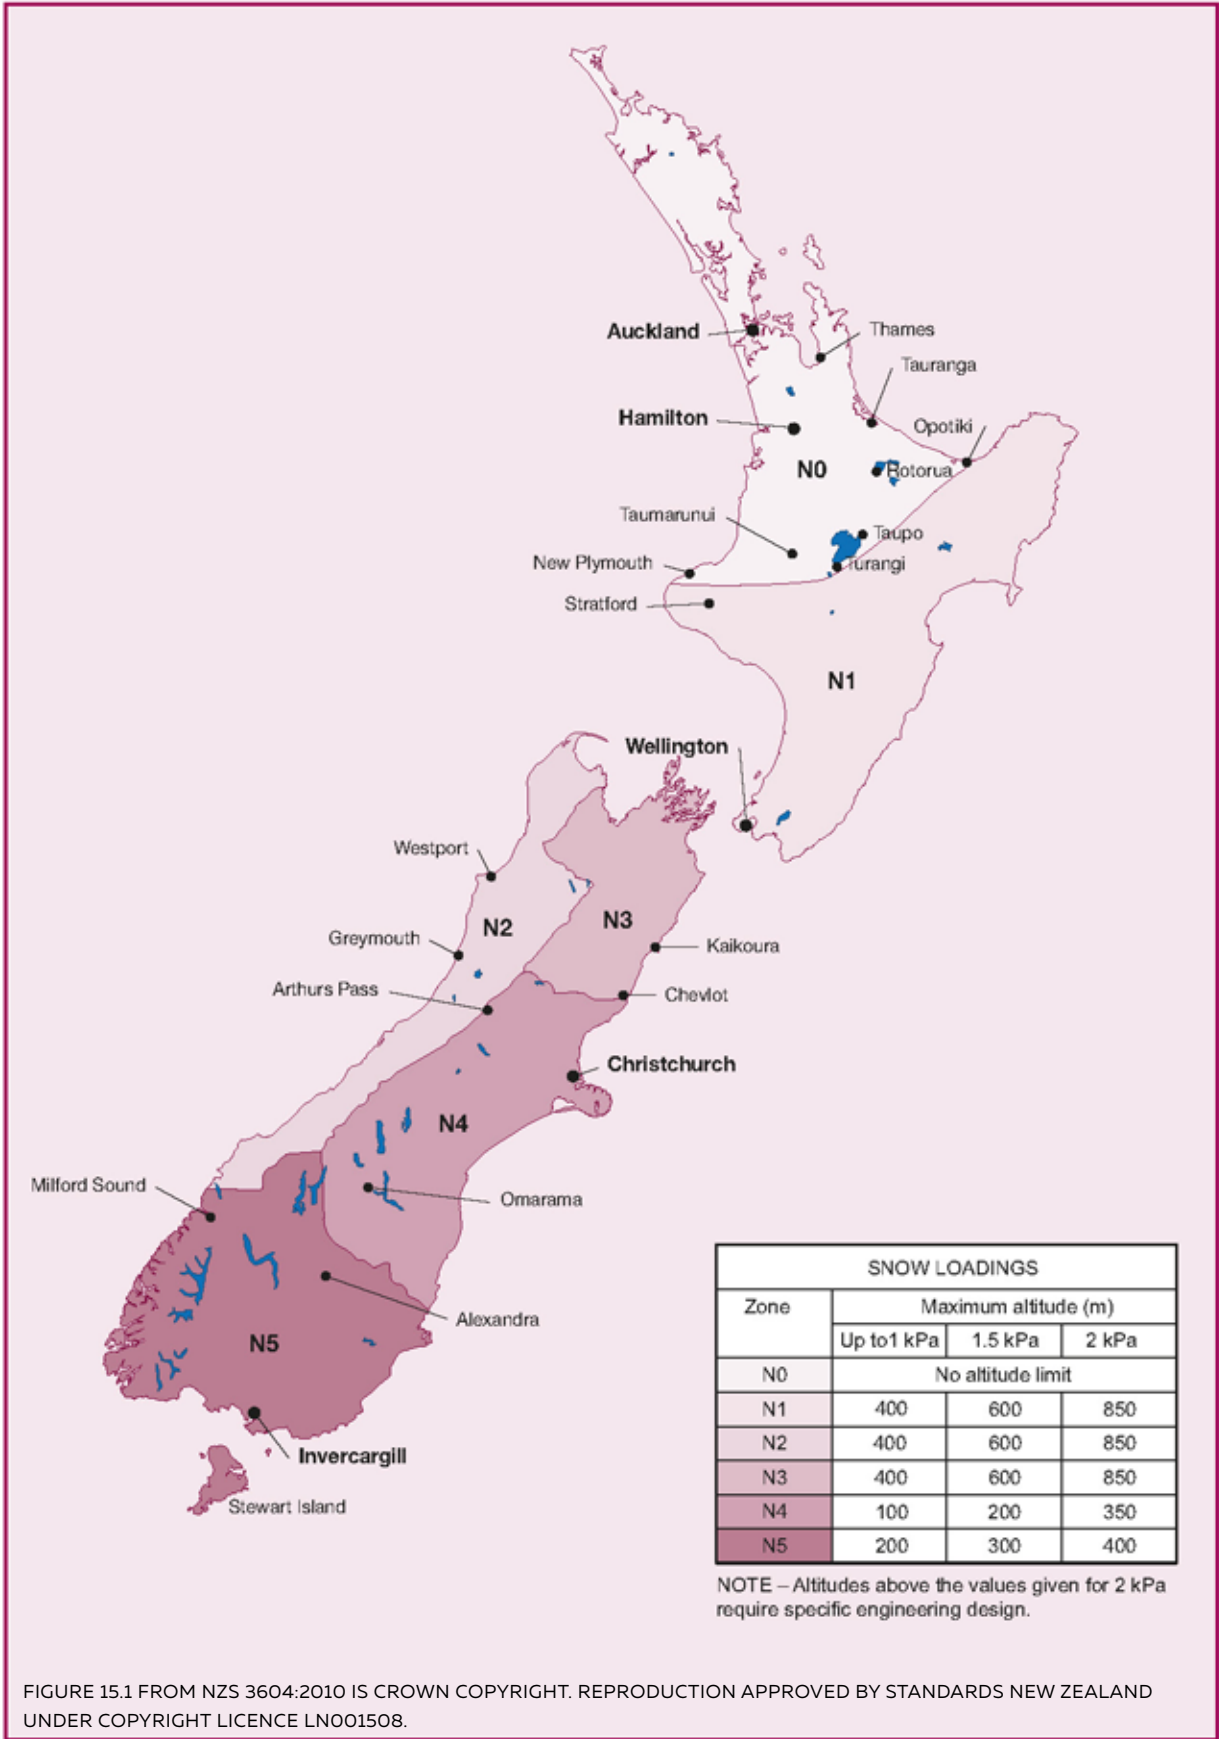 Auckland
Thames
Tauranga
Hamilton
Opotiki
N0
Rotorua
Taumarunui
Taupo
New Plymouth
Turangi
Stratford
N1
Wellington
Westport
N2
N3
Greymouth
Kaikoura
Arthurs Pass
Chevlot
Christchurch
N4
Milford Sound
Omarama
Alexandra
N5
Invercargill
Stewart Island
SNOW LOADINGS
Zone Maximum altitude (m)
Up to1 kPa 1.5 kPa 2 kPa
N0 No altitude limit
N1 400 600 850
N2 400 600 850
N3 400 600 850
N4 100 200 350
N5 200 300 400
NOTE – Altitudes above the values given for 2 kPa
require specific engineering design.
FIGURE 15.1 FROM NZS 3604:2010 IS CROWN COPYRIGHT. REPRODUCTION APPROVED BY STANDARDS NEW ZEALAND
UNDER COPYRIGHT LICENCE LN001508.